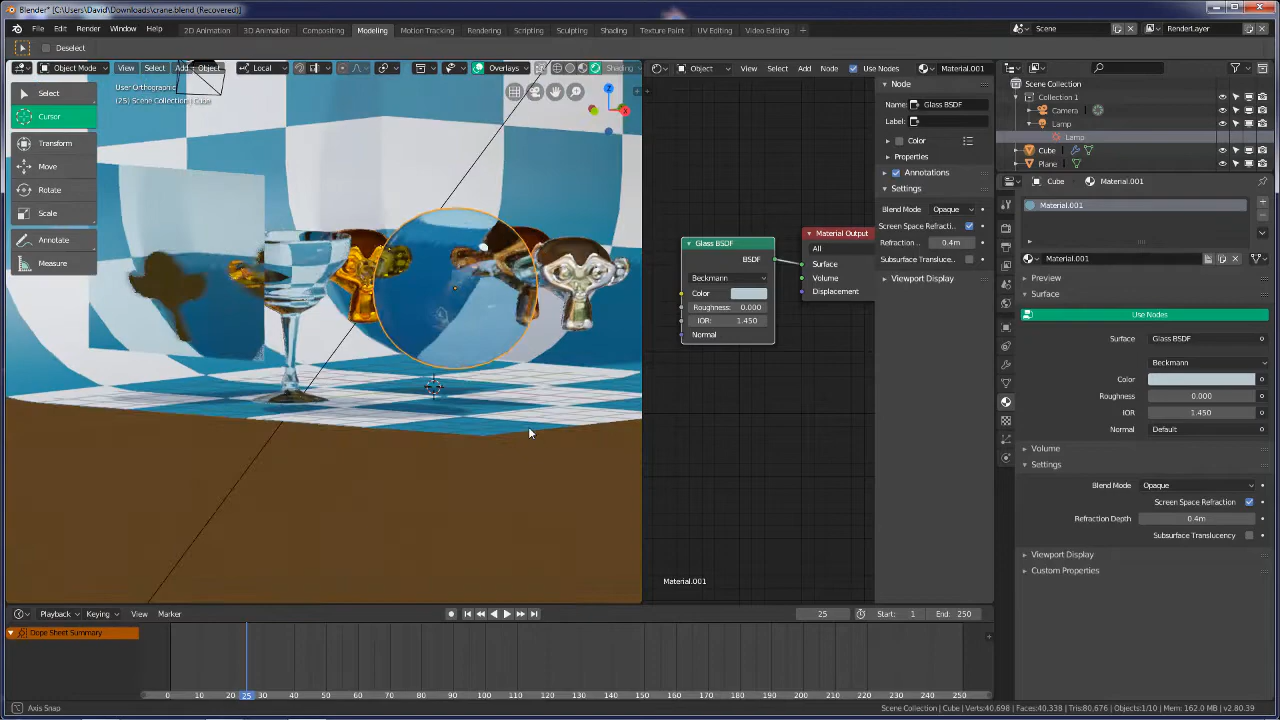 Blender* [C:\Users\David\Downloads\crane.blend (Recovered)]
File Edit Render Window Help 2D Animation 3D Animation Compositing Modeling Motion Tracking Rendering Scripting Sculpting Shading Texture Paint UV Editing Video Editing + Scene RenderLayer
Deselect
Object Mode View Select Add Object Local Overlays Shading Object View Select Add Node Use Nodes Material.001
User Orthographic
(25) Scene Collection | Cube
Select
Cursor
Transform
Move
Rotate
Scale
Annotate
Measure
Z
X
Glass BSDF
BSDF
Beckmann
Color
Roughness: 0.000
IOR: 1.450
Normal
Material Output
All
Surface
Volume
Displacement
Material.001
Node
Name: Glass BSDF
Label:
Color
Properties
Annotations
Settings
Blend Mode Opaque
Screen Space Refracti..
Refraction .. 0.4m
Subsurface Transluce..
Viewport Display
Scene Collection
Collection 1
Camera
Lamp
Lamp
Cube
Plane
Cube Material.001
Material.001
Material.001
Preview
Surface
Use Nodes
Surface Glass BSDF
Beckmann
Color
Roughness 0.000
IOR 1.450
Normal Default
Volume
Settings
Blend Mode Opaque
Screen Space Refraction
Refraction Depth 0.4m
Subsurface Translucency
Viewport Display
Custom Properties
Playback Keying View Marker 25 Start: 1 End: 250
Dope Sheet Summary
0 10 20 25 30 40 50 60 70 80 90 100 110 120 130 140 150 160 170 180 190 200 210 220 230 240 250
Axis Snap Scene Collection | Cube | Verts:40,698 | Faces:40,338 | Tris:80,676 | Objects:1/10 | Mem: 162.0 MB | v2.80.39